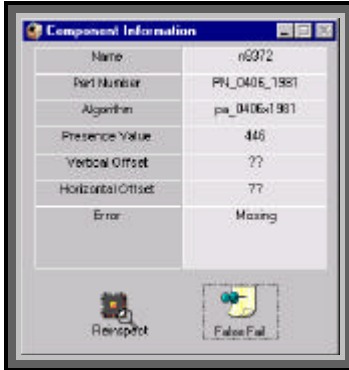 Component Information
Name
Part Number PN_0406_1981
Algorithm pa_0406x1981
Presence Value 446
Vertical Offset ??
Horizontal Offset ??
Error Missing
Reinspect False Fail